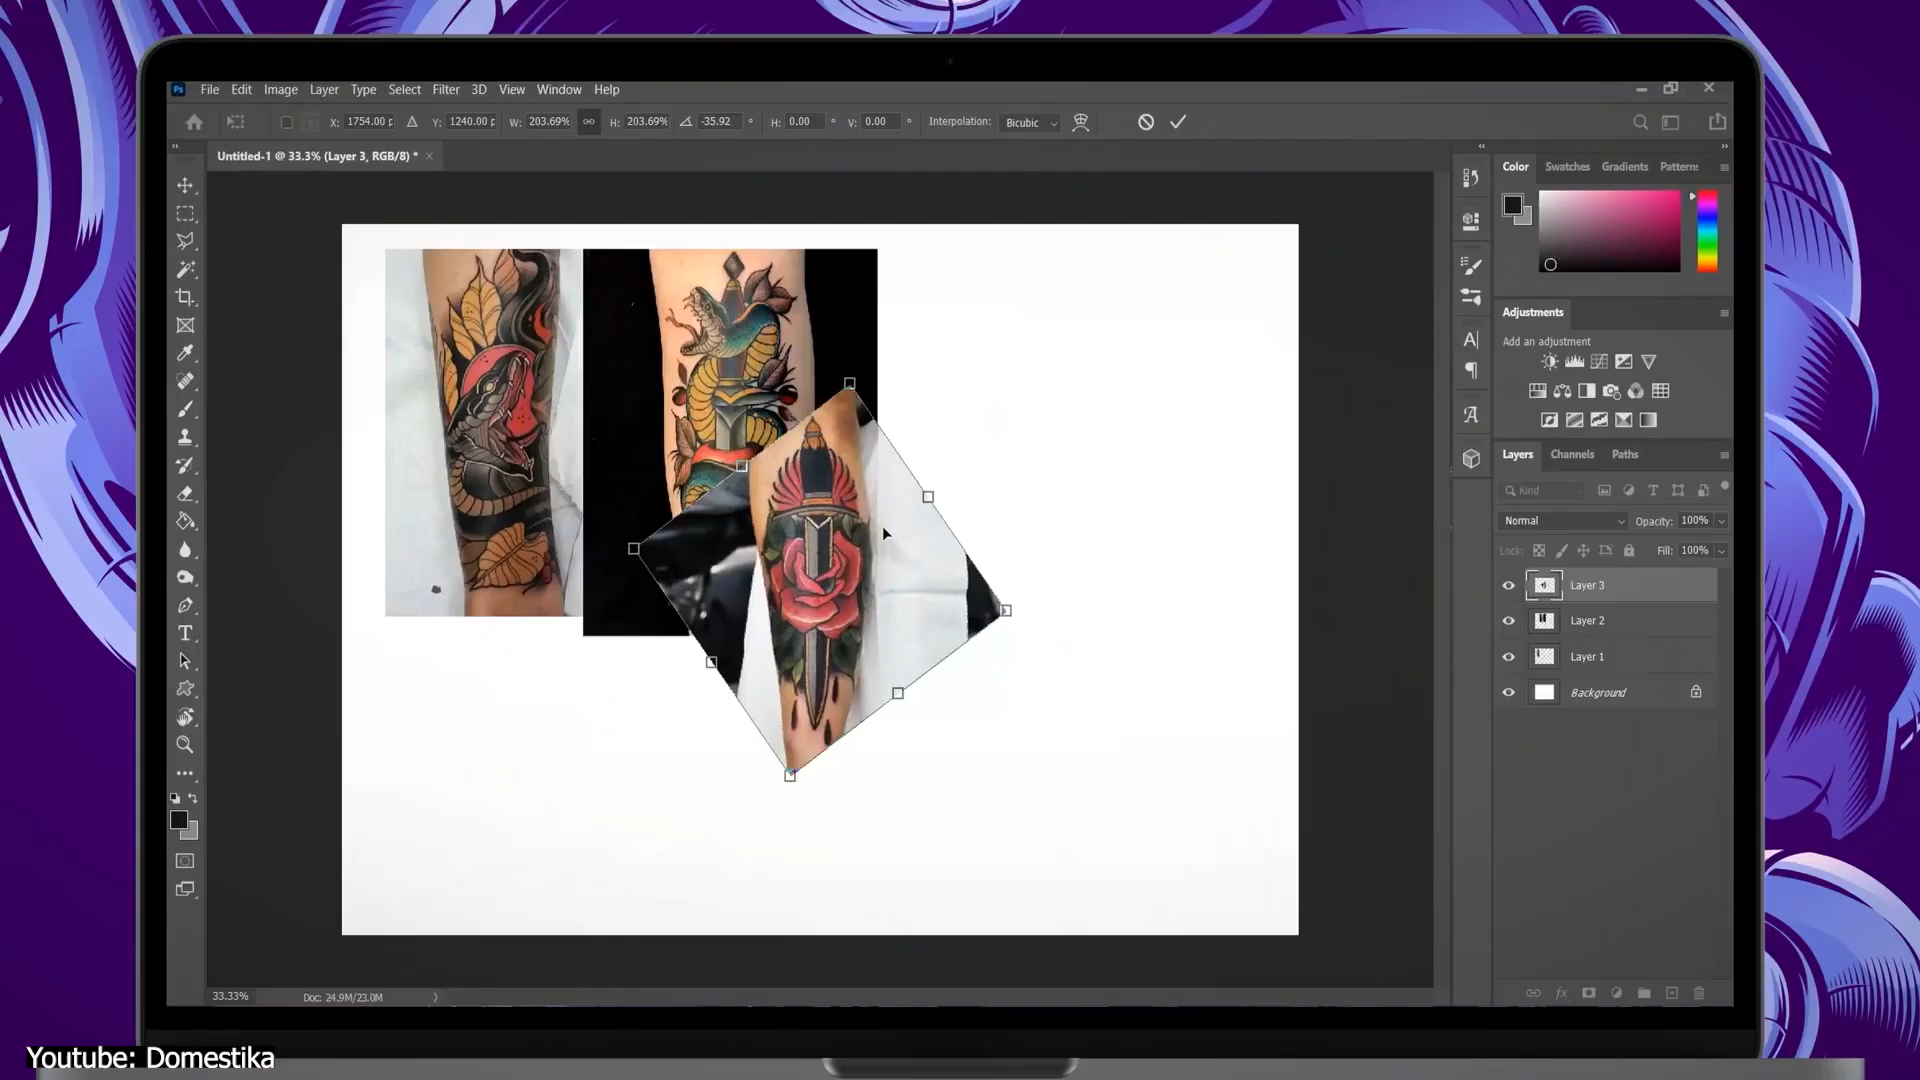 Ps File Edit Image Layer Type Select Filter 3D View Window Help
X: 1754.00 p Y: 1240.00 p W: 203.69% H: 203.69% -35.92 ° H: 0.00 ° V: 0.00 ° Interpolation: Bicubic
Untitled-1 @ 33.3% (Layer 3, RGB/8) *
Color Swatches Gradients Patterns
Adjustments
Add an adjustment
Layers Channels Paths
Kind
Normal Opacity: 100%
Lock: Fill: 100%
Layer 3
Layer 2
Layer 1
Background
33.33% Doc: 24.9M/23.0M
Youtube: Domestika